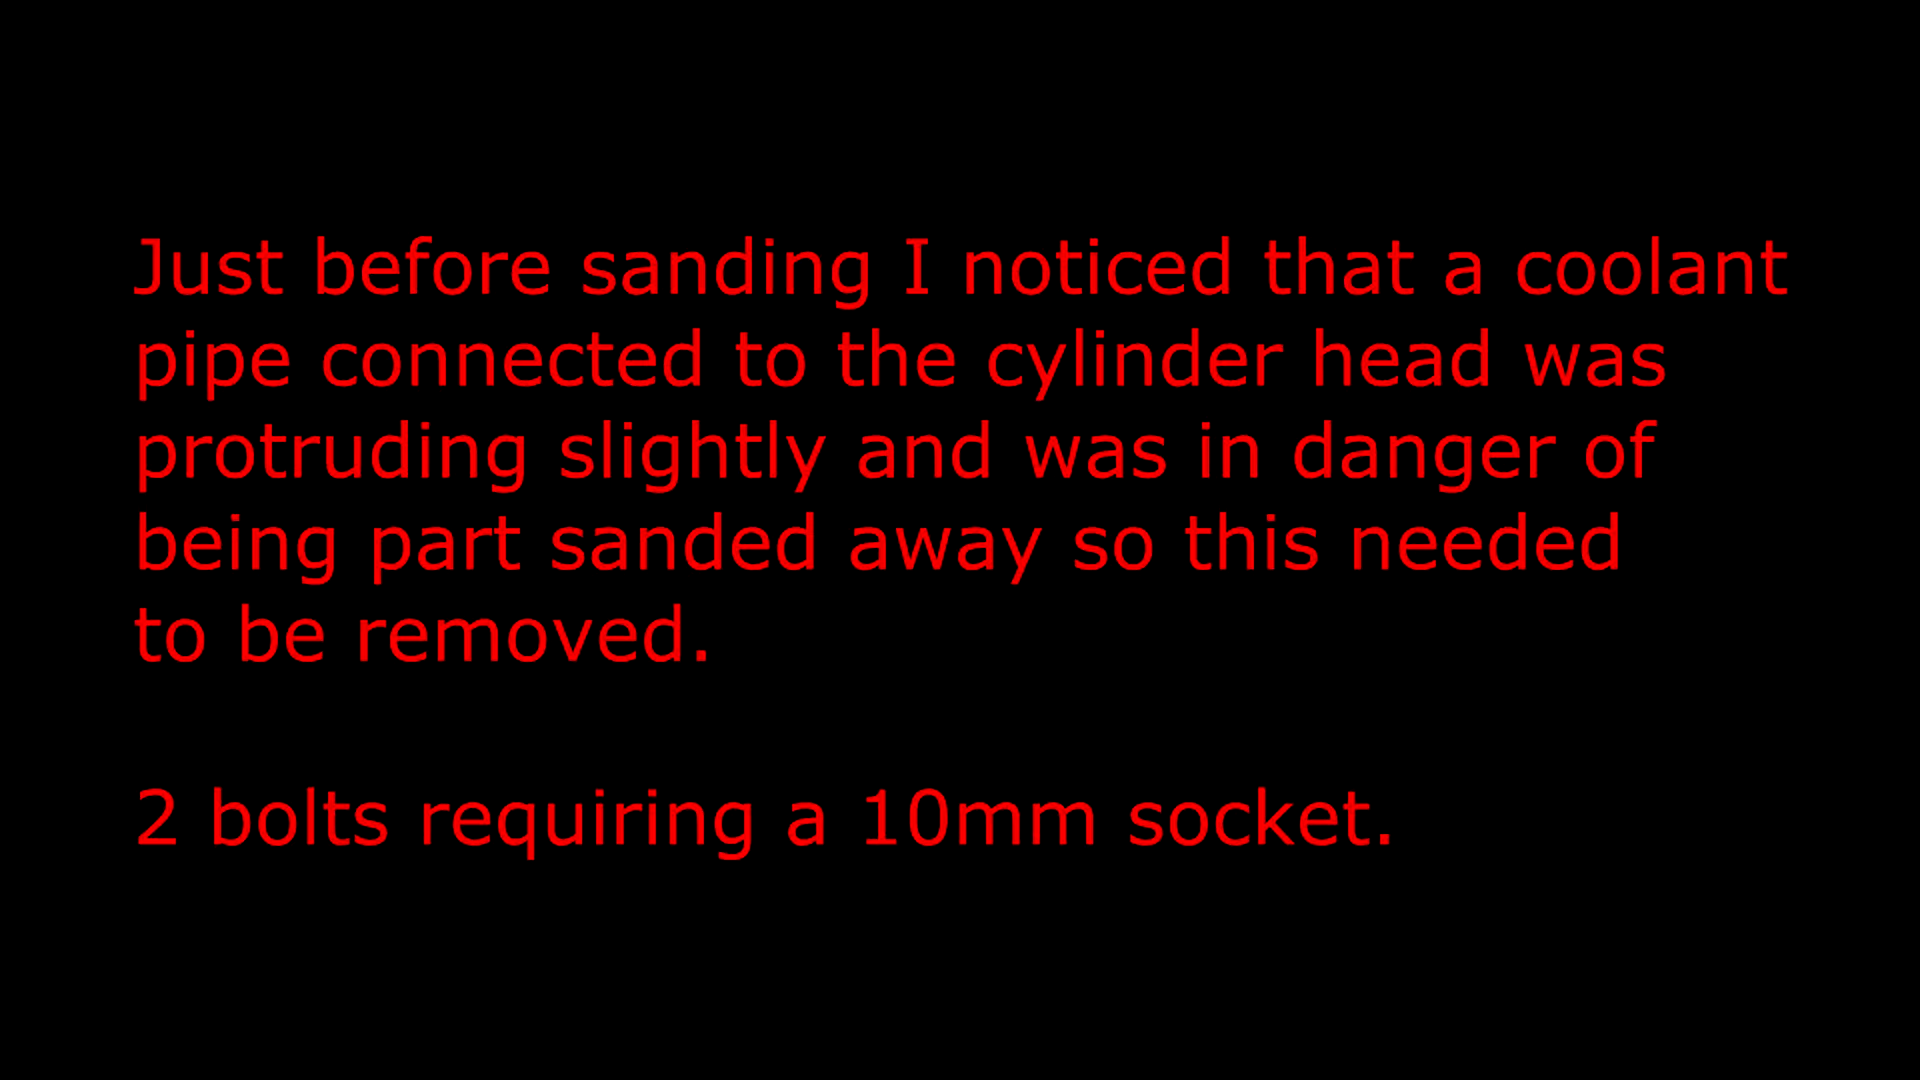 Just before sanding I noticed that a coolant
pipe connected to the cylinder head was
protruding slightly and was in danger of
being part sanded away so this needed
to be removed.
2 bolts requiring a 10mm socket.